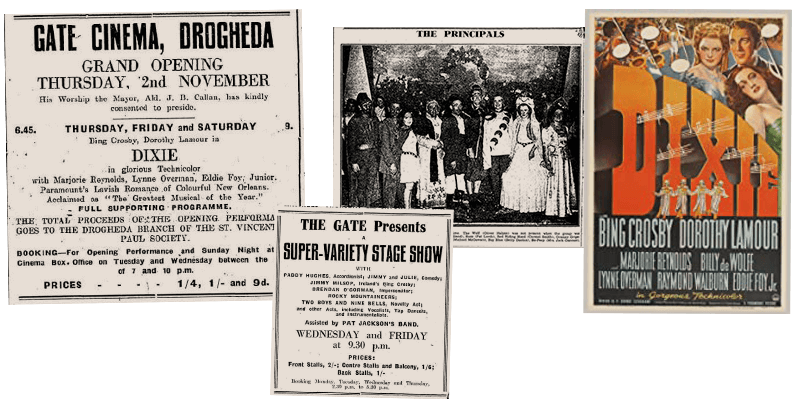 GATE CINEMA, DROGHEDA
GRAND OPENING
THURSDAY, 2nd NOVEMBER
His Worship the Mayor, Ald. J. B. Callan, has kindly
consented to preside.
6.45. THURSDAY, FRIDAY and SATURDAY 9.
Bing Crosby, Dorothy Lamour in
DIXIE
in glorious Technicolor
with Marjorie Reynolds, Lynne Overman, Eddie Foy, Junior.
Paramount's Lavish Romance of Colourful New Orleans.
Acclaimed as "The Greatest Musical of the Year."
- FULL SUPPORTING PROGRAMME. -
THE TOTAL PROCEEDS OF THE OPENING PERFORMA
GOES TO THE DROGHEDA BRANCH OF THE ST. VINCENT
PAUL SOCIETY.
BOOKING—For Opening Performance and Sunday Night at
Cinema Box-Office on Tuesday and Wednesday between the
of 7 and 10 p.m.
PRICES - - - - 1/4, 1/- and 9d.
THE PRINCIPALS
THE GATE Presents
A
SUPER-VARIETY STAGE SHOW
WITH
PADDY HUGHES, Accordionist; JIMMY and JULIE, Comedy;
JIMMY MILSOP, Ireland's Bing Crosby;
BRENDAN O'GORMAN, Impersonator;
ROCKY MOUNTAINEERS;
TWO BOYS AND NINE BELLS, Novelty Act;
and other Acts, including Vocalists, Tap Dancers,
and Instrumentalists.
Assisted by PAT JACKSON'S BAND.
WEDNESDAY and FRIDAY
at 9.30 p.m.
PRICES:
Front Stalls, 2/-; Centre Stalls and Balcony, 1/6;
Back Stalls, 1/-
Booking Monday, Tuesday, Wednesday and Thursday,
DIXIE
BING CROSBY DOROTHY LAMOUR
MARJORIE REYNOLDS BILLY de WOLFE
LYNNE OVERMAN RAYMOND WALBURN EDDIE FOY, Jr.
in Gorgeous Technicolor